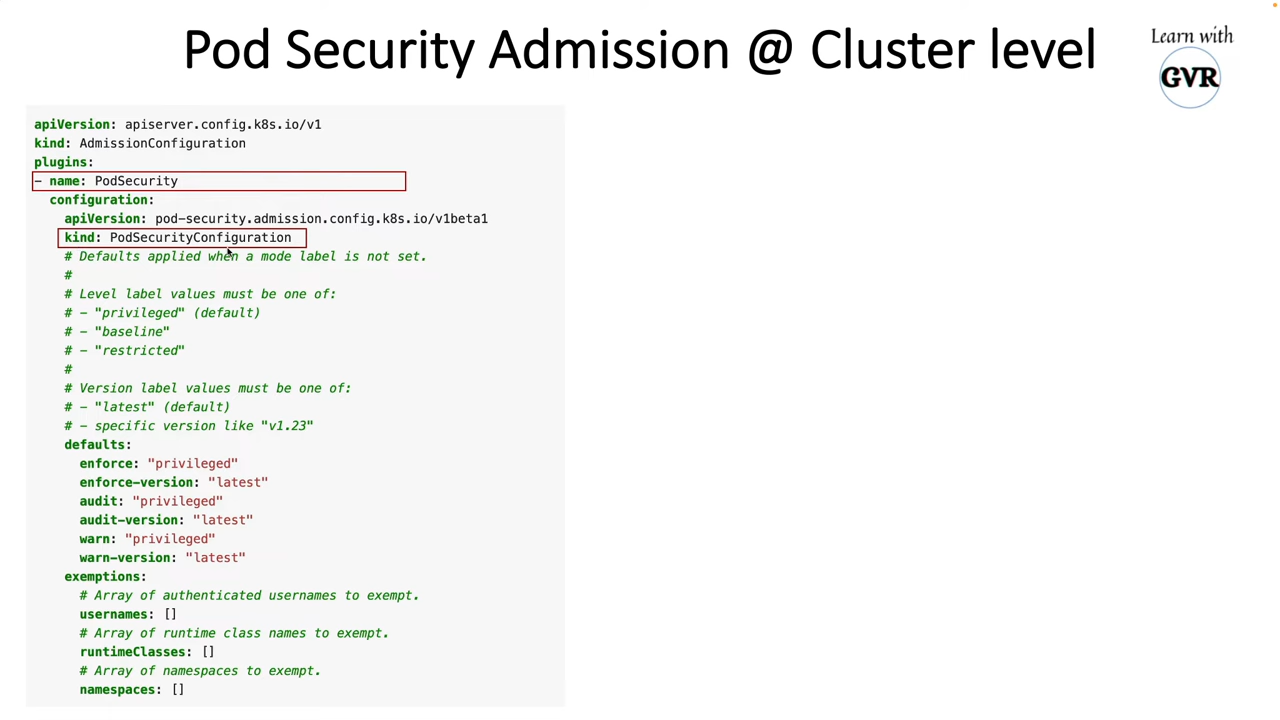 Pod Security Admission @ Cluster level
Learn with
GVR
apiVersion: apiserver.config.k8s.io/v1
kind: AdmissionConfiguration
plugins:
- name: PodSecurity
  configuration:
    apiVersion: pod-security.admission.config.k8s.io/v1beta1
    kind: PodSecurityConfiguration
    # Defaults applied when a mode label is not set.
    #
    # Level label values must be one of:
    # - "privileged" (default)
    # - "baseline"
    # - "restricted"
    #
    # Version label values must be one of:
    # - "latest" (default)
    # - specific version like "v1.23"
    defaults:
      enforce: "privileged"
      enforce-version: "latest"
      audit: "privileged"
      audit-version: "latest"
      warn: "privileged"
      warn-version: "latest"
    exemptions:
      # Array of authenticated usernames to exempt.
      usernames: []
      # Array of runtime class names to exempt.
      runtimeClasses: []
      # Array of namespaces to exempt.
      namespaces: []